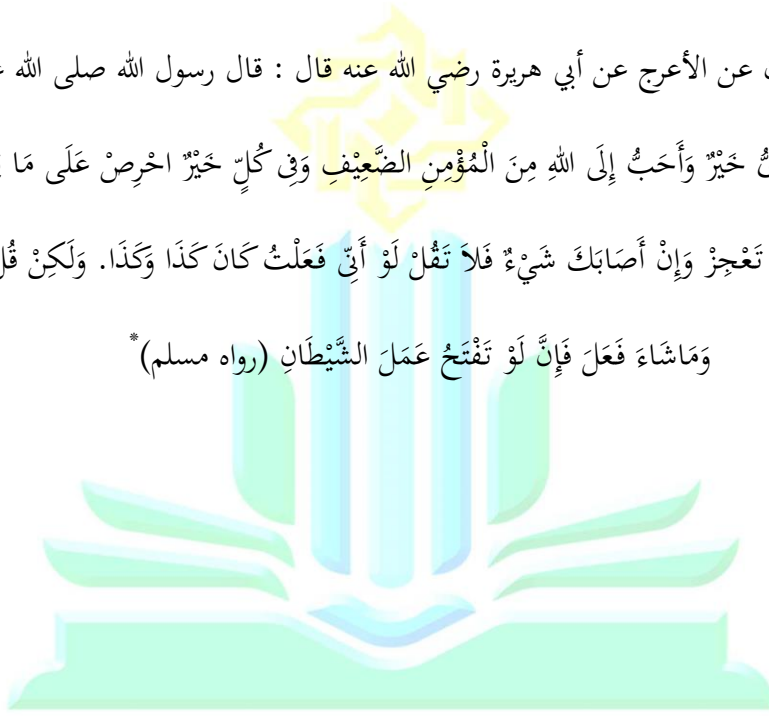 عن الأعرج عن أبي هريرة رضي الله عنه قال : قال رسول الله صلى الله
خَيْرٌ وَأَحَبُّ إِلَى اللهِ مِنَ الْمُؤْمِنِ الضَّعِيْفِ وَفِى كُلٍّ خَيْرٌ احْرِصْ عَلَى مَا
تَعْجِزْ وَإِنْ أَصَابَكَ شَيْءٌ فَلاَ تَقُلْ لَوْ أَنِّى فَعَلْتُ كَانَ كَذَا وَكَذَا. وَلَكِنْ قُلْ
وَمَاشَاءَ فَعَلَ فَإِنَّ لَوْ تَفْتَحُ عَمَلَ الشَّيْطَانِ (رواه مسلم)*